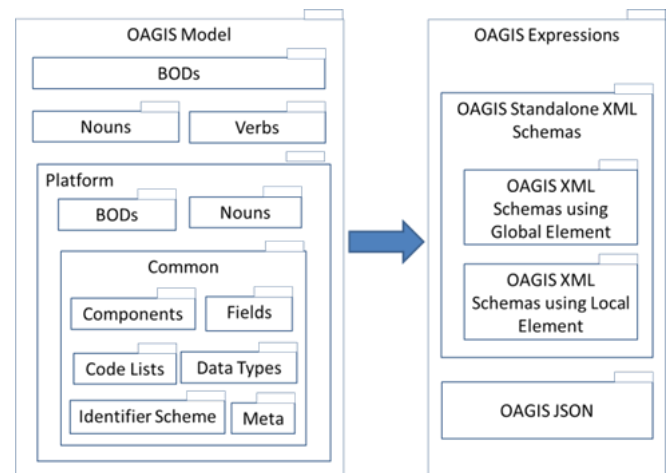 OAGIS Model
BODs
Nouns
Verbs
Platform
BODs
Nouns
Common
Components
Fields
Code Lists
Data Types
Identifier Scheme
Meta
OAGIS Expressions
OAGIS Standalone XML
Schemas
OAGIS XML
Schemas using
Global Element
OAGIS XML
Schemas using Local
Element
OAGIS JSON